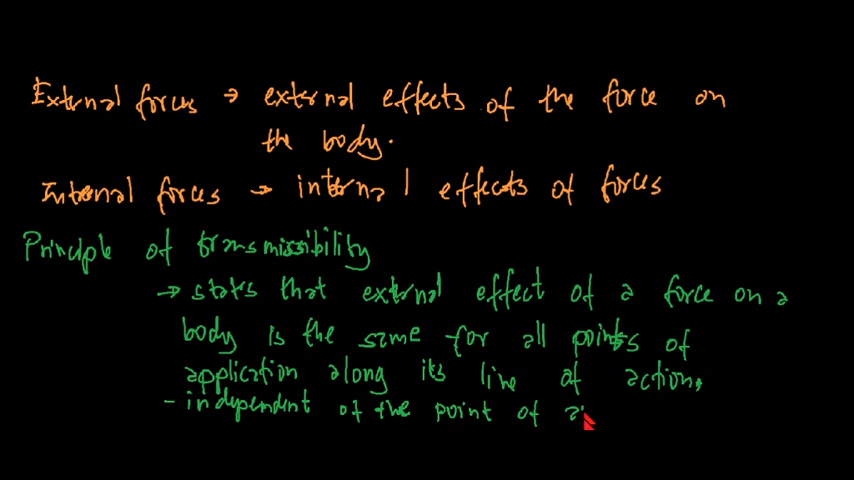 External forces → external effects of the force on
the body.
Internal forces → internal effects of forces
Principle of transmissibility
→ states that external effect of a force on a
body is the same for all points of
application along its line of action.
- independent of the point of a